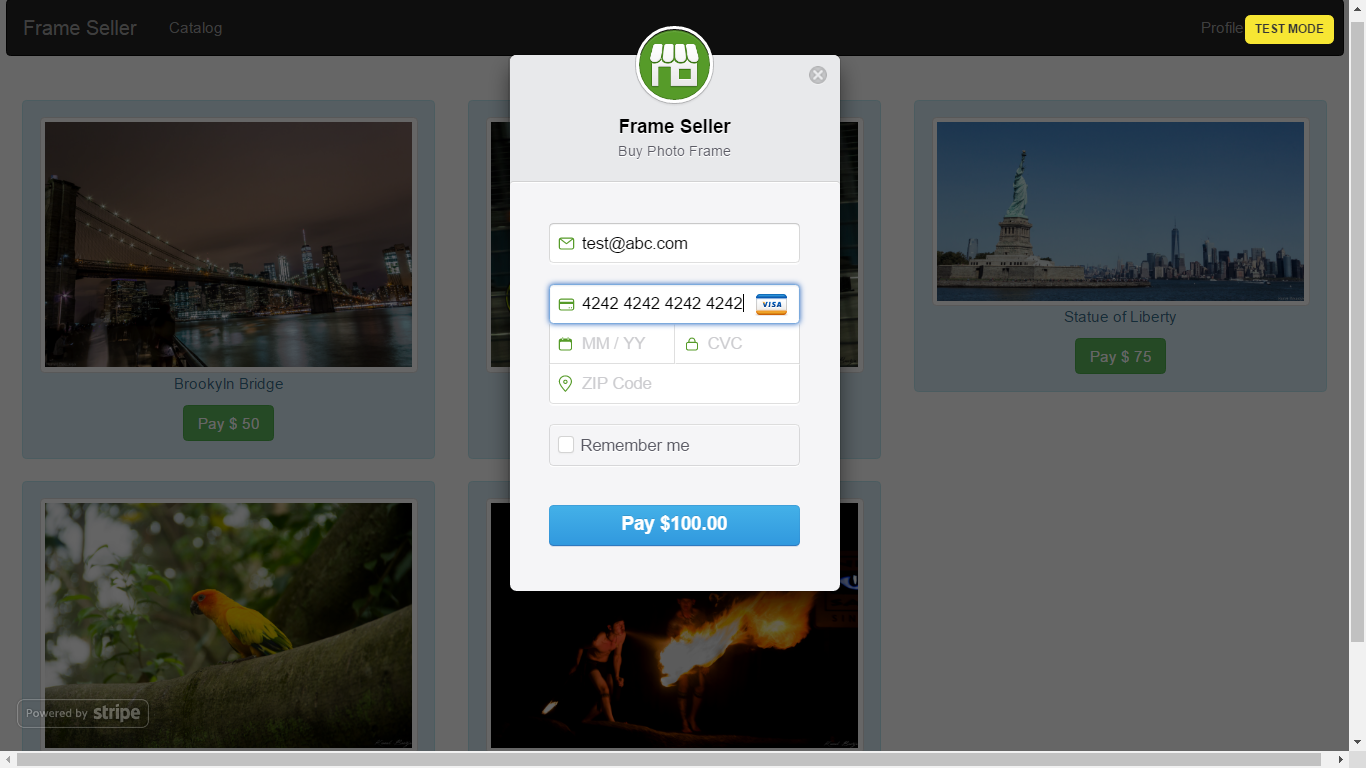 Frame Seller
Catalog
Profile
TEST MODE
Frame Seller
Buy Photo Frame
test@abc.com
4242 4242 4242 4242
VISA
MM / YY
CVC
ZIP Code
Remember me
Pay $100.00
Brookyln Bridge
Pay $ 50
Statue of Liberty
Pay $ 75
Powered by stripe